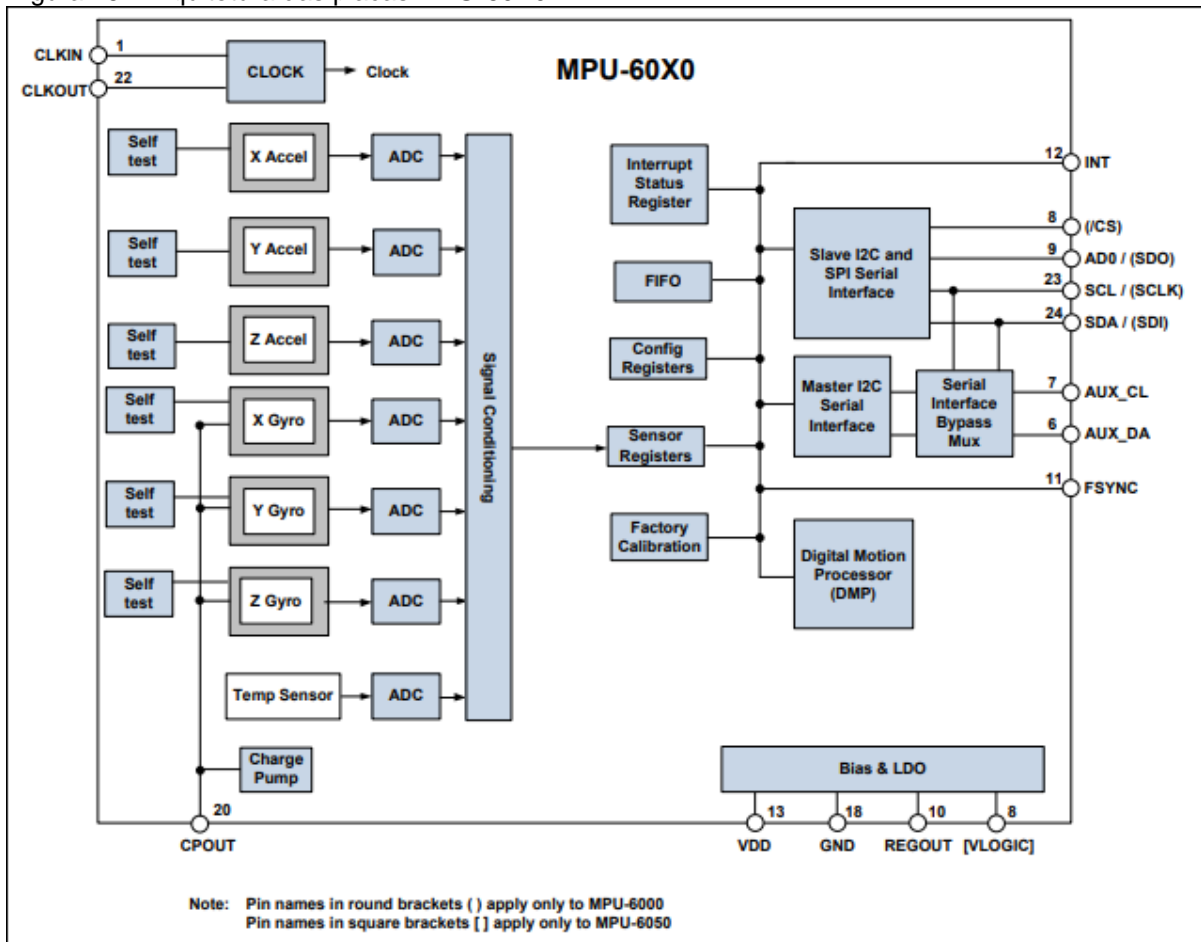 MPU-60X0
CLKIN
1
CLKOUT
22
CLOCK
Clock
Self
test
X Accel
ADC
Self
test
Y Accel
ADC
Self
test
Z Accel
ADC
Self
test
X Gyro
ADC
Self
test
Y Gyro
ADC
Self
test
Z Gyro
ADC
Temp Sensor
ADC
Charge
Pump
20
CPOUT
Signal Conditioning
Interrupt
Status
Register
FIFO
Config
Registers
Sensor
Registers
Factory
Calibration
Slave I2C and
SPI Serial
Interface
Master I2C
Serial
Interface
Serial
Interface
Bypass
Mux
Digital Motion
Processor
(DMP)
12
INT
8
(/CS)
9
AD0 / (SDO)
23
SCL / (SCLK)
24
SDA / (SDI)
7
AUX_CL
6
AUX_DA
11
FSYNC
Bias & LDO
13
18
10
8
VDD
GND
REGOUT
[VLOGIC]
Note: Pin names in round brackets ( ) apply only to MPU-6000
Pin names in square brackets [ ] apply only to MPU-6050